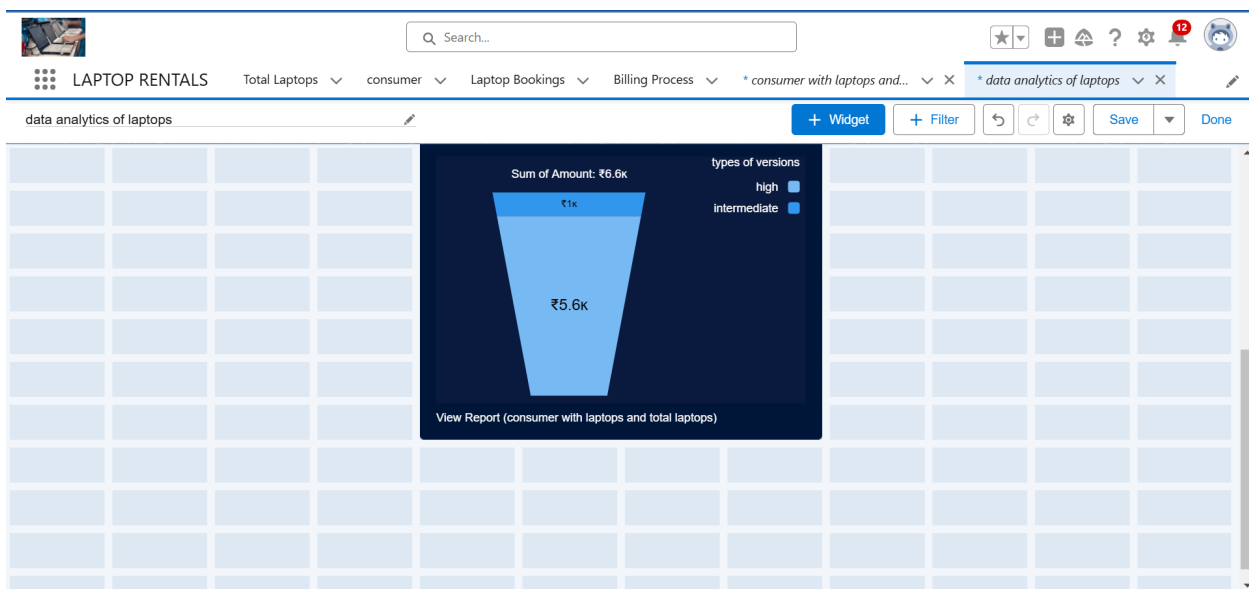 Search...
12
LAPTOP RENTALS
Total Laptops
consumer
Laptop Bookings
Billing Process
* consumer with laptops and...
* data analytics of laptops
data analytics of laptops
+ Widget
+ Filter
Save
Done
types of versions
Sum of Amount: ₹6.6K
high
₹1K
intermediate
₹5.6K
View Report (consumer with laptops and total laptops)